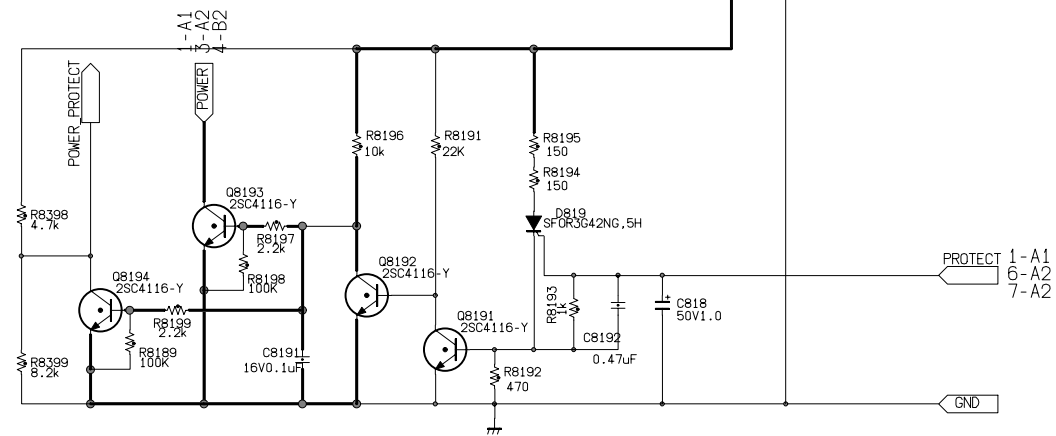 1-A1
3-A2
4-B2
POWER_PROTECT
POWER
R8196
10k
R8191
22K
R8195
150
R8194
150
D819
SFOR3G42NG,5H
Q8193
2SC4116-Y
R8398
4.7k
R8197
2.2k
R8198
100K
Q8192
2SC4116-Y
PROTECT
1-A1
6-A2
7-A2
Q8194
2SC4116-Y
R8193
1k
C818
50V1.0
Q8191
2SC4116-Y
R8199
2.2k
C8192
0.47uF
R8189
100K
C8191
16V0.1uF
R8399
8.2k
R8192
470
GND